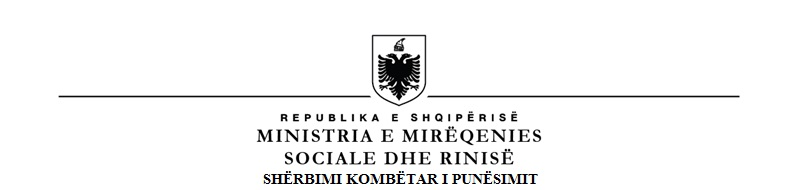 REPUBLIKA E SHQIPËRISË
MINISTRIA E MIRËQENIES
SOCIALE DHE RINISË
SHËRBIMI KOMBËTAR I PUNËSIMIT